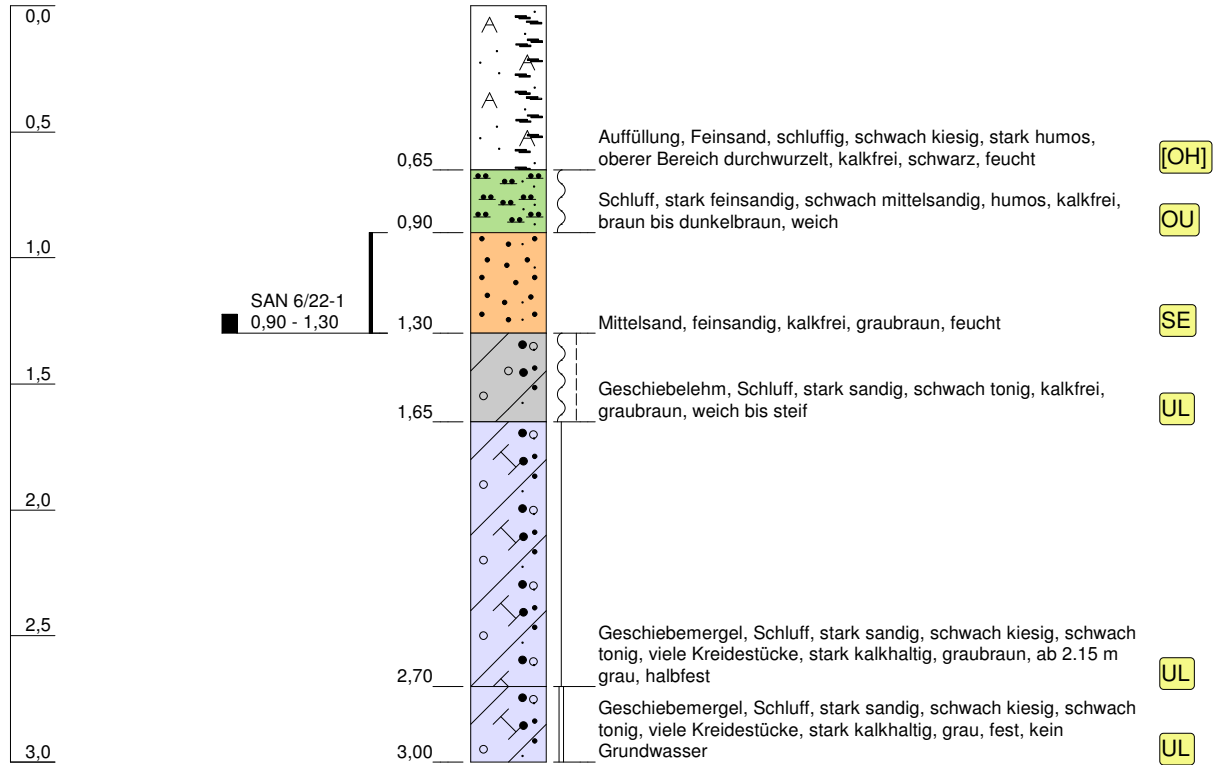 0,0
0,5
Auffüllung, Feinsand, schluffig, schwach kiesig, stark humos,
oberer Bereich durchwurzelt, kalkfrei, schwarz, feucht
[OH]
0,65
Schluff, stark feinsandig, schwach mittelsandig, humos, kalkfrei,
braun bis dunkelbraun, weich
OU
0,90
1,0
SAN 6/22-1
0,90 - 1,30
1,30
Mittelsand, feinsandig, kalkfrei, graubraun, feucht
SE
1,5
Geschiebelehm, Schluff, stark sandig, schwach tonig, kalkfrei,
graubraun, weich bis steif
UL
1,65
2,0
2,5
Geschiebemergel, Schluff, stark sandig, schwach kiesig, schwach
tonig, viele Kreidestücke, stark kalkhaltig, graubraun, ab 2.15 m
grau, halbfest
UL
2,70
Geschiebemergel, Schluff, stark sandig, schwach kiesig, schwach
tonig, viele Kreidestücke, stark kalkhaltig, grau, fest, kein
Grundwasser
UL
3,0
3,00